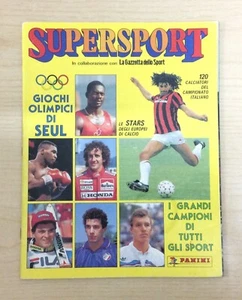 SUPERSPORT
In collaborazione con La Gazzetta dello Sport
120
CALCIATORI
DEL
CAMPIONATO
ITALIANO
GIOCHI
OLIMPICI
DI
SEUL
LE STARS
DEGLI EUROPEI
DI CALCIO
HONDA
I GRANDI
CAMPIONI
DI
TUTTI
GLI SPORT
PANINI